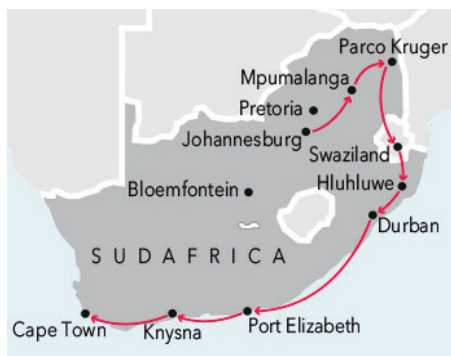 Parco Kruger
Mpumalanga
Pretoria
Johannesburg
Swaziland
Hluhluwe
Bloemfontein
Durban
SUDAFRICA
Cape Town
Knysna
Port Elizabeth